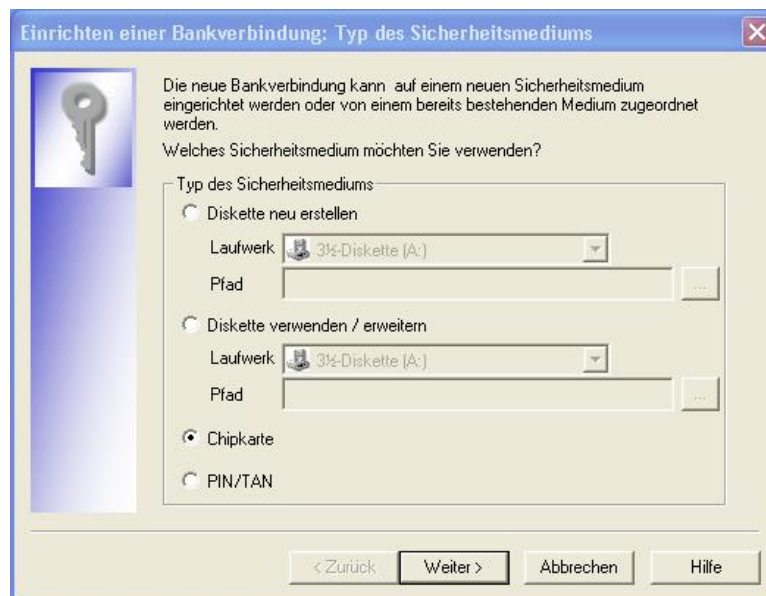 Einrichten einer Bankverbindung: Typ des Sicherheitsmediums
Die neue Bankverbindung kann auf einem neuen Sicherheitsmedium
eingerichtet werden oder von einem bereits bestehenden Medium zugeordnet
werden.
Welches Sicherheitsmedium möchten Sie verwenden?
Typ des Sicherheitsmediums
Diskette neu erstellen
Laufwerk 3½-Diskette (A:)
Pfad ...
Diskette verwenden / erweitern
Laufwerk 3½-Diskette (A:)
Pfad ...
Chipkarte
PIN/TAN
< Zurück Weiter > Abbrechen Hilfe